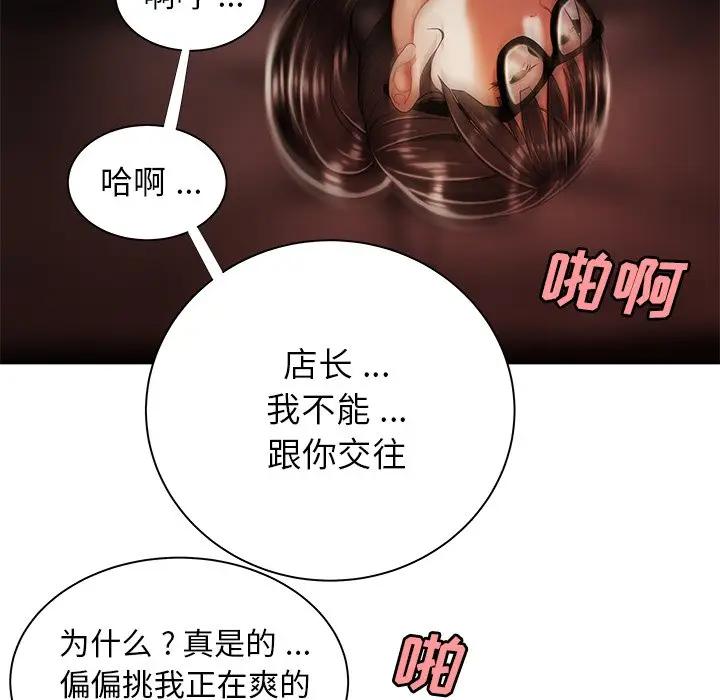 哈啊 ...
啪啊
店长 ...
我不能 ...
跟你交往
啪
为什么 ? 真是的 ...
偏偏挑我正在爽的